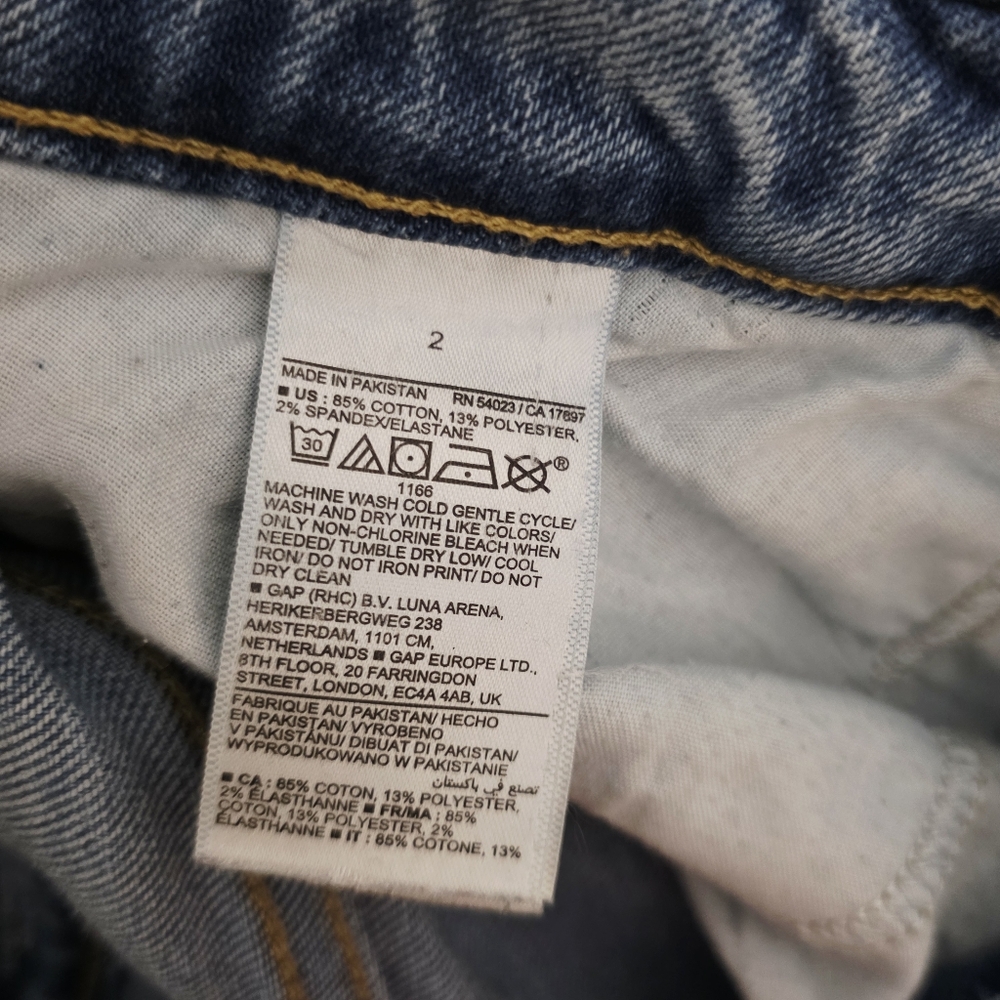 2
MADE IN PAKISTAN RN 54023 / CA 17897
■ US : 85% COTTON, 13% POLYESTER,
2% SPANDEX/ELASTANE
30 ®
1166
MACHINE WASH COLD GENTLE CYCLE/
WASH AND DRY WITH LIKE COLORS/
ONLY NON-CHLORINE BLEACH WHEN
NEEDED/ TUMBLE DRY LOW/ COOL
IRON/ DO NOT IRON PRINT/ DO NOT
DRY CLEAN
■ GAP (RHC) B.V. LUNA ARENA,
HERIKERBERGWEG 238
AMSTERDAM, 1101 CM,
NETHERLANDS ■ GAP EUROPE LTD.,
8TH FLOOR, 20 FARRINGDON
STREET, LONDON, EC4A 4AB, UK
FABRIQUE AU PAKISTAN/ HECHO
EN PAKISTAN/ VYROBENO
V PÁKISTÁNU/ DIBUAT DI PAKISTAN/
WYPRODUKOWANO W PAKISTANIE
تصنع في باكستان
■ CA : 85% COTON, 13% POLYESTER,
2% ÉLASTHANNE ■ FR/MA : 85%
COTON, 13% POLYESTER, 2%
ÉLASTHANNE ■ IT : 85% COTONE, 13%